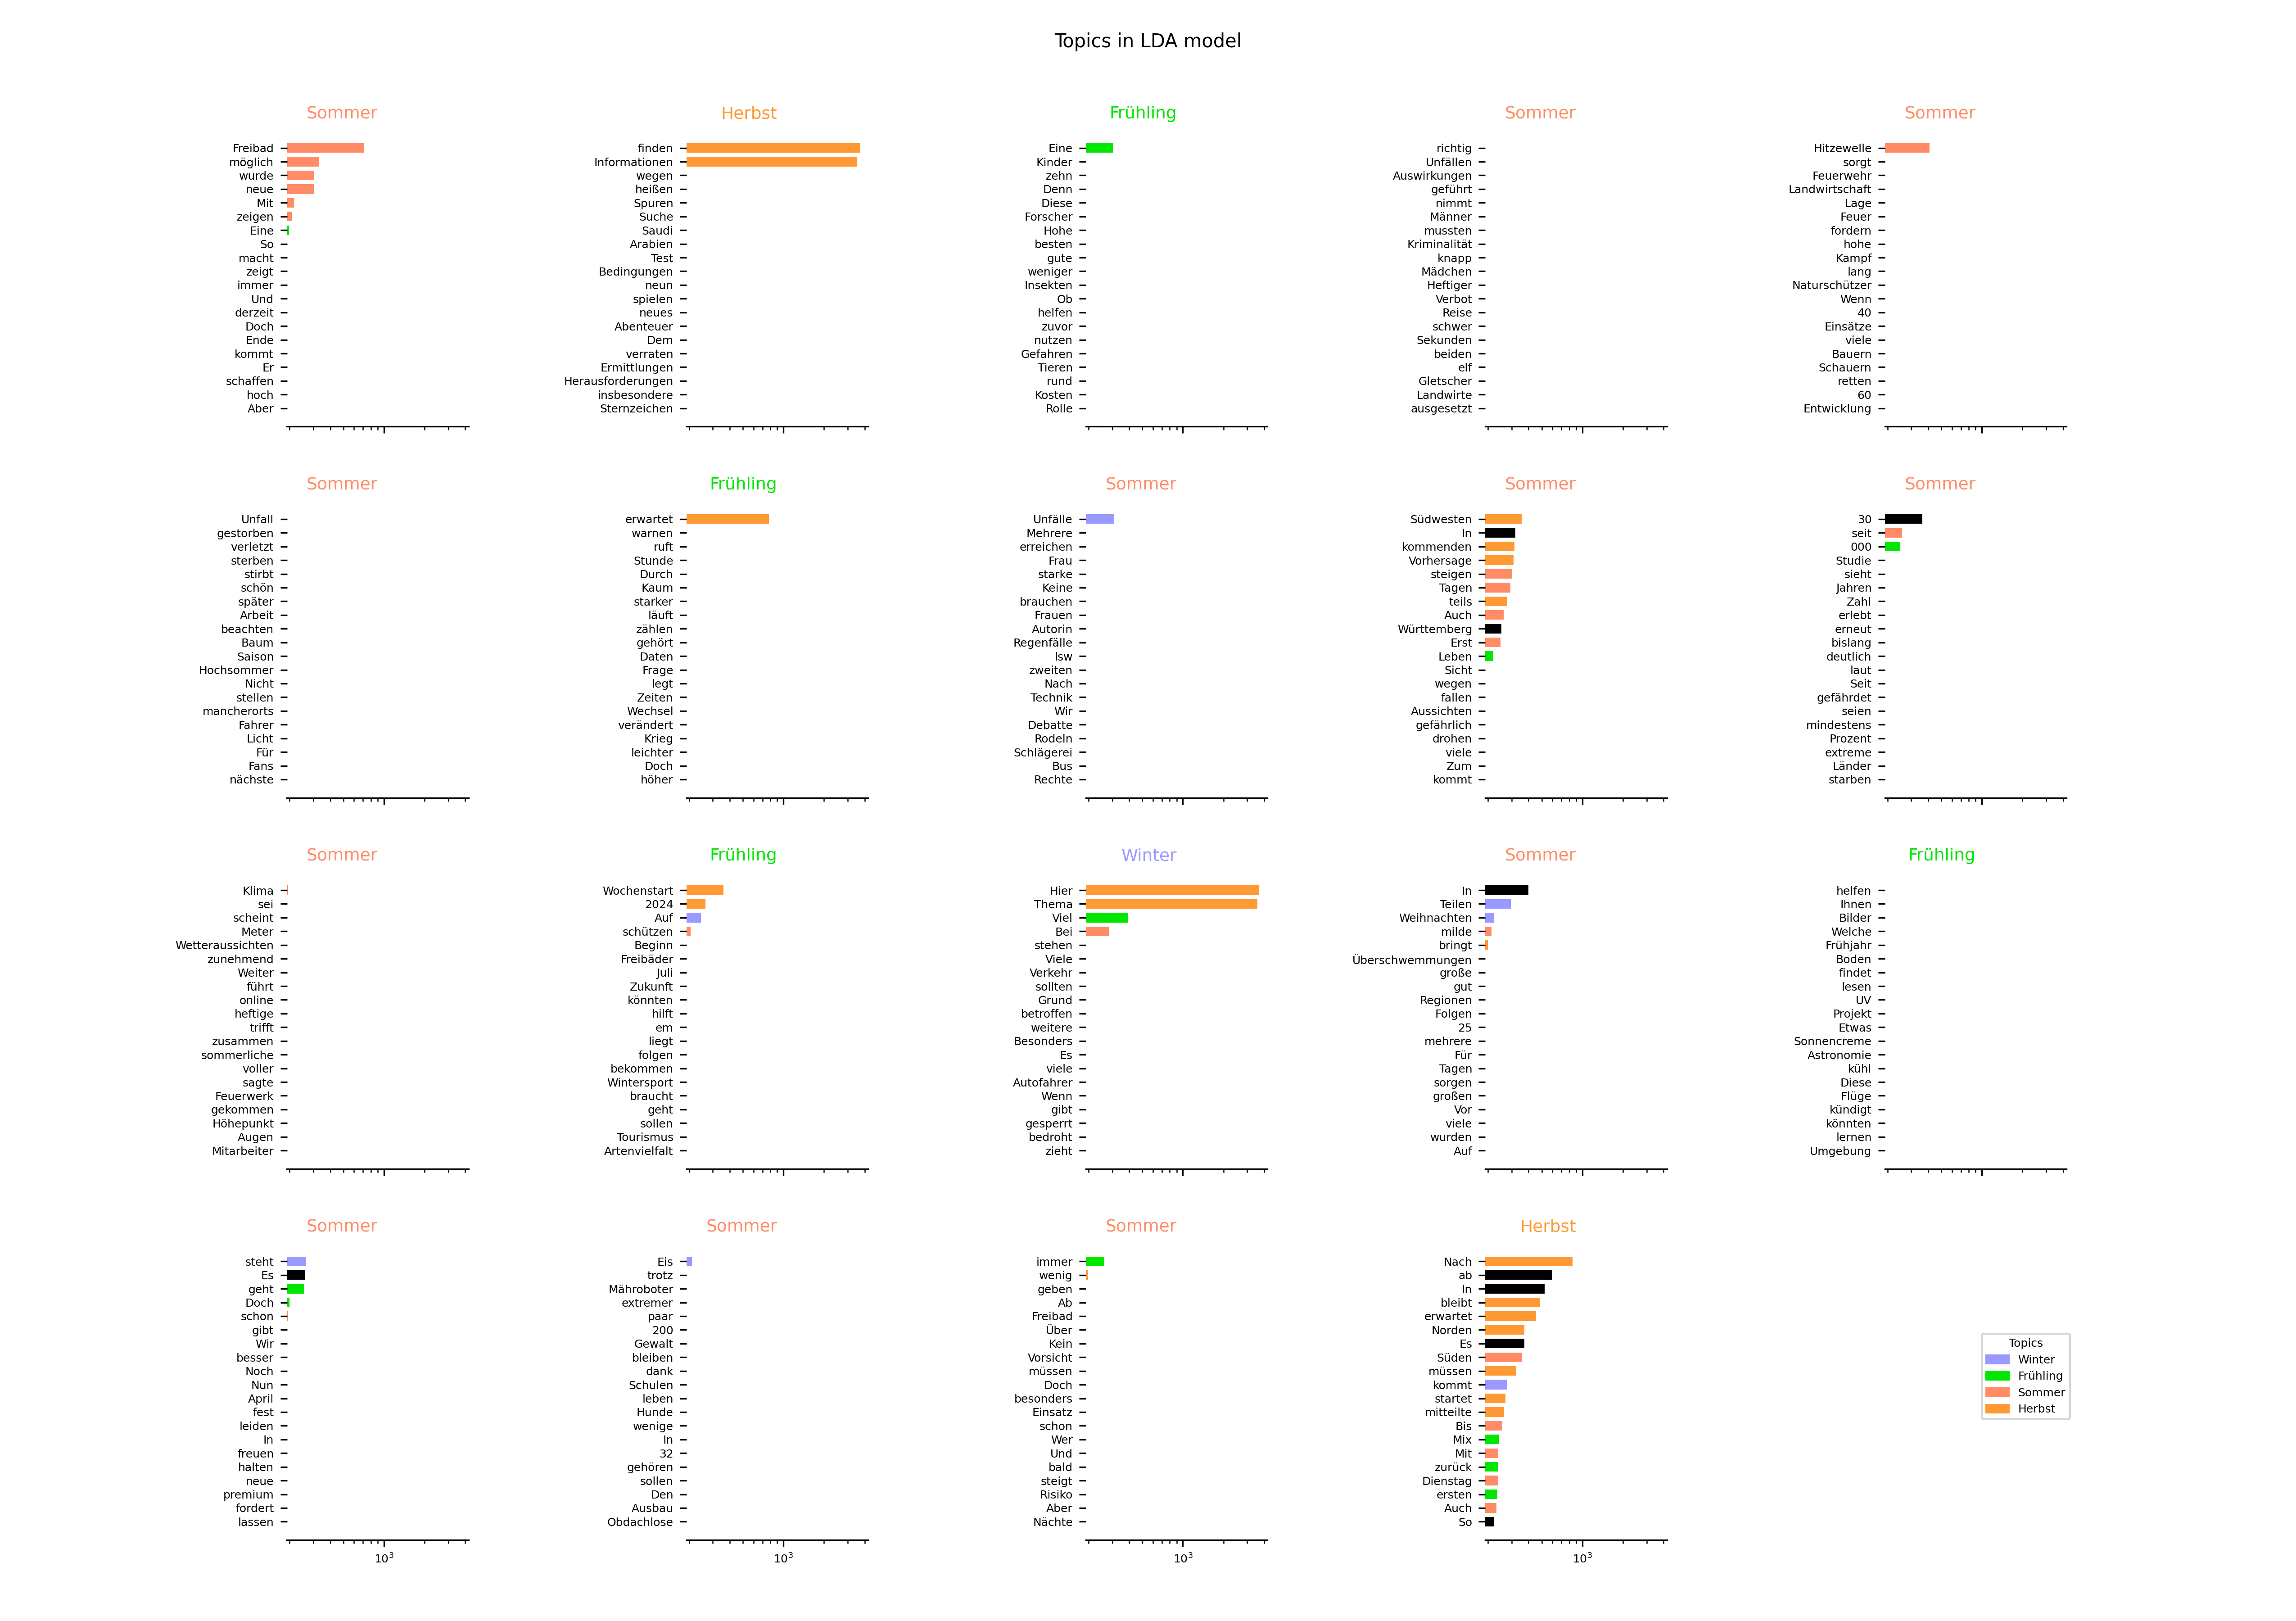 Topics in LDA model
Sommer
Freibad
möglich
wurde
neue
Mit
zeigen
Eine
So
macht
zeigt
immer
Und
derzeit
Doch
Ende
kommt
Er
schaffen
hoch
Aber
Herbst
finden
Informationen
wegen
heißen
Spuren
Suche
Saudi
Arabien
Test
Bedingungen
neun
spielen
neues
Abenteuer
Dem
verraten
Ermittlungen
Herausforderungen
insbesondere
Sternzeichen
Frühling
Eine
Kinder
zehn
Denn
Diese
Forscher
Hohe
besten
gute
weniger
Insekten
Ob
helfen
zuvor
nutzen
Gefahren
Tieren
rund
Kosten
Rolle
Sommer
richtig
Unfällen
Auswirkungen
geführt
nimmt
Männer
mussten
Kriminalität
knapp
Mädchen
Heftiger
Verbot
Reise
schwer
Sekunden
beiden
elf
Gletscher
Landwirte
ausgesetzt
Sommer
Hitzewelle
sorgt
Feuerwehr
Landwirtschaft
Lage
Feuer
fordern
hohe
Kampf
lang
Naturschützer
Wenn
40
Einsätze
viele
Bauern
Schauern
retten
60
Entwicklung
Sommer
Unfall
gestorben
verletzt
sterben
stirbt
schön
später
Arbeit
beachten
Baum
Saison
Hochsommer
Nicht
stellen
mancherorts
Fahrer
Licht
Für
Fans
nächste
Frühling
erwartet
warnen
ruft
Stunde
Durch
Kaum
starker
läuft
zählen
gehört
Daten
Frage
legt
Zeiten
Wechsel
verändert
Krieg
leichter
Doch
höher
Sommer
Unfälle
Mehrere
erreichen
Frau
starke
Keine
brauchen
Frauen
Autorin
Regenfälle
lsw
zweiten
Nach
Technik
Wir
Debatte
Rodeln
Schlägerei
Bus
Rechte
Sommer
Südwesten
In
kommenden
Vorhersage
steigen
Tagen
teils
Auch
Württemberg
Erst
Leben
Sicht
wegen
fallen
Aussichten
gefährlich
drohen
viele
Zum
kommt
Sommer
30
seit
000
Studie
sieht
Jahren
Zahl
erlebt
erneut
bislang
deutlich
laut
Seit
gefährdet
seien
mindestens
Prozent
extreme
Länder
starben
Sommer
Klima
sei
scheint
Meter
Wetteraussichten
zunehmend
Weiter
führt
online
heftige
trifft
zusammen
sommerliche
voller
sagte
Feuerwerk
gekommen
Höhepunkt
Augen
Mitarbeiter
Frühling
Wochenstart
2024
Auf
schützen
Beginn
Freibäder
Juli
Zukunft
könnten
hilft
em
liegt
folgen
bekommen
Wintersport
braucht
geht
sollen
Tourismus
Artenvielfalt
Winter
Hier
Thema
Viel
Bei
stehen
Viele
Verkehr
sollten
Grund
betroffen
weitere
Besonders
Es
viele
Autofahrer
Wenn
gibt
gesperrt
bedroht
zieht
Sommer
In
Teilen
Weihnachten
milde
bringt
Überschwemmungen
große
gut
Regionen
Folgen
25
mehrere
Für
Tagen
sorgen
großen
Vor
viele
wurden
Auf
Frühling
helfen
Ihnen
Bilder
Welche
Frühjahr
Boden
findet
lesen
UV
Projekt
Etwas
Sonnencreme
Astronomie
kühl
Diese
Flüge
kündigt
könnten
lernen
Umgebung
Sommer
steht
Es
geht
Doch
schon
gibt
Wir
besser
Noch
Nun
April
fest
leiden
In
freuen
halten
neue
premium
fordert
lassen
10³
Sommer
Eis
trotz
Mähroboter
extremer
paar
200
Gewalt
bleiben
dank
Schulen
leben
Hunde
wenige
In
32
gehören
sollen
Den
Ausbau
Obdachlose
10³
Sommer
immer
wenig
geben
Ab
Freibad
Über
Kein
Vorsicht
müssen
Doch
besonders
Einsatz
schon
Wer
Und
bald
steigt
Risiko
Aber
Nächte
10³
Herbst
Nach
ab
In
bleibt
erwartet
Norden
Es
Süden
müssen
kommt
startet
mitteilte
Bis
Mix
Mit
zurück
Dienstag
ersten
Auch
So
10³
Topics
Winter
Frühling
Sommer
Herbst